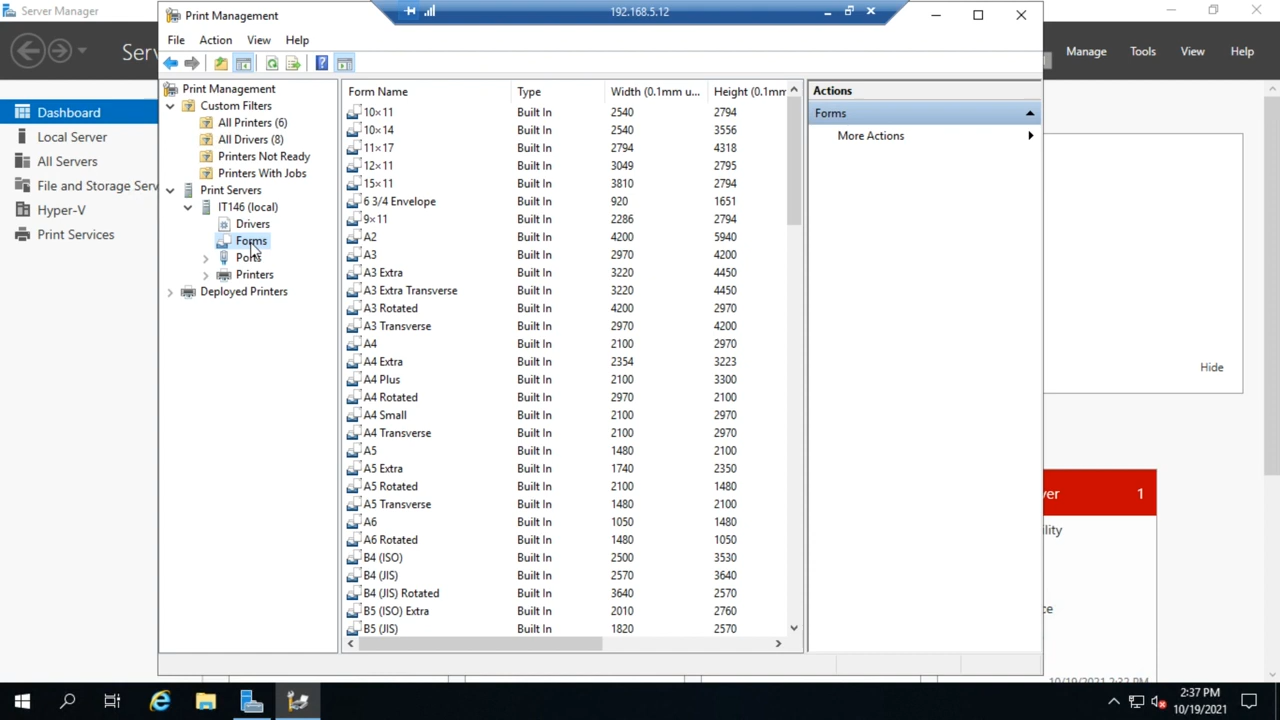 Server Manager
Print Management
192.168.5.12
Serv
Manage Tools View Help
File Action View Help
Dashboard
Local Server
All Servers
File and Storage Serv
Hyper-V
Print Services
Print Management
Custom Filters
All Printers (6)
All Drivers (8)
Printers Not Ready
Printers With Jobs
Print Servers
IT146 (local)
Drivers
Forms
Ports
Printers
Deployed Printers
Form Name Type Width (0.1mm u... Height (0.1mm
10×11 Built In 2540 2794
10×14 Built In 2540 3556
11×17 Built In 2794 4318
12×11 Built In 3049 2795
15×11 Built In 3810 2794
6 3/4 Envelope Built In 920 1651
9×11 Built In 2286 2794
A2 Built In 4200 5940
A3 Built In 2970 4200
A3 Extra Built In 3220 4450
A3 Extra Transverse Built In 3220 4450
A3 Rotated Built In 4200 2970
A3 Transverse Built In 2970 4200
A4 Built In 2100 2970
A4 Extra Built In 2354 3223
A4 Plus Built In 2100 3300
A4 Rotated Built In 2970 2100
A4 Small Built In 2100 2970
A4 Transverse Built In 2100 2970
A5 Built In 1480 2100
A5 Extra Built In 1740 2350
A5 Rotated Built In 2100 1480
A5 Transverse Built In 1480 2100
A6 Built In 1050 1480
A6 Rotated Built In 1480 1050
B4 (ISO) Built In 2500 3530
B4 (JIS) Built In 2570 3640
B4 (JIS) Rotated Built In 3640 2570
B5 (ISO) Extra Built In 2010 2760
B5 (JIS) Built In 1820 2570
Actions
Forms
More Actions
Hide
ver 1
ility
ce
10/19/2021 2:32 PM
2:37 PM
10/19/2021